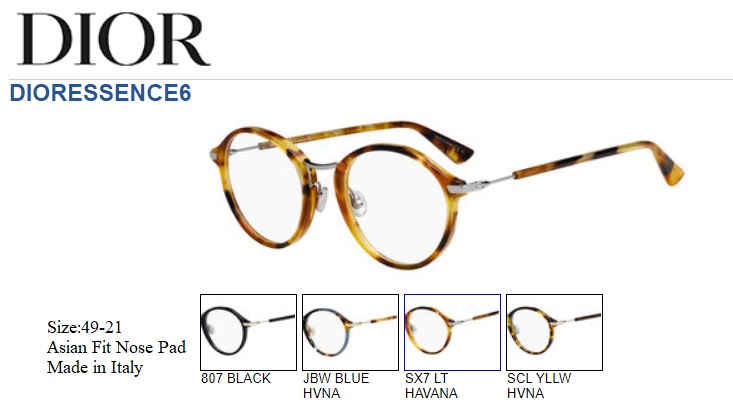 DIOR
DIORESSENCE6
Size:49-21
Asian Fit Nose Pad
Made in Italy
807 BLACK
JBW BLUE
HVNA
SX7 LT
HAVANA
SCL YLLW
HVNA